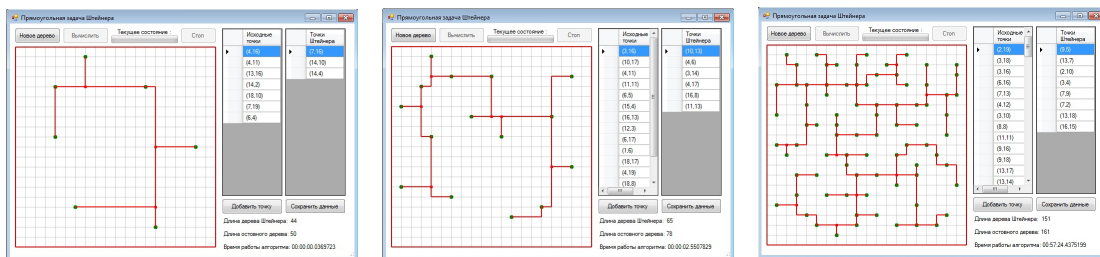 Прямоугольная задача Штейнера
Новое дерево
Вычислить
Текущее состояние :
Стоп
Исходные точки
(4,16)
(4,11)
(13,16)
(14,2)
(18,10)
(7,19)
(6,4)
Точки Штейнера
(7,16)
(14,10)
(14,4)
Добавить точку
Сохранить данные
Длина дерева Штейнера: 44
Длина остовного дерева: 50
Время работы алгоритма: 00:00:00.0369723
Прямоугольная задача Штейнера
Новое дерево
Вычислить
Текущее состояние :
Стоп
Исходные точки
(3,16)
(10,17)
(4,11)
(11,11)
(6,5)
(15,4)
(16,13)
(12,3)
(6,17)
(1,6)
(18,17)
(4,19)
(18,8)
Точки Штейнера
(10,13)
(4,6)
(3,14)
(4,17)
(16,8)
(11,13)
Добавить точку
Сохранить данные
Длина дерева Штейнера: 65
Длина остовного дерева: 78
Время работы алгоритма: 00:00:02.5507829
Прямоугольная задача Штейнера
Новое дерево
Вычислить
Текущее состояние :
Стоп
Исходные точки
(2,19)
(3,18)
(3,16)
(6,16)
(7,13)
(4,12)
(3,10)
(8,8)
(11,11)
(9,16)
(9,18)
(13,17)
(13,14)
Точки Штейнера
(9,5)
(13,7)
(2,10)
(3,4)
(7,9)
(7,2)
(13,18)
(16,15)
Добавить точку
Сохранить данные
Длина дерева Штейнера: 151
Длина остовного дерева: 161
Время работы алгоритма: 00:57:24.4375199